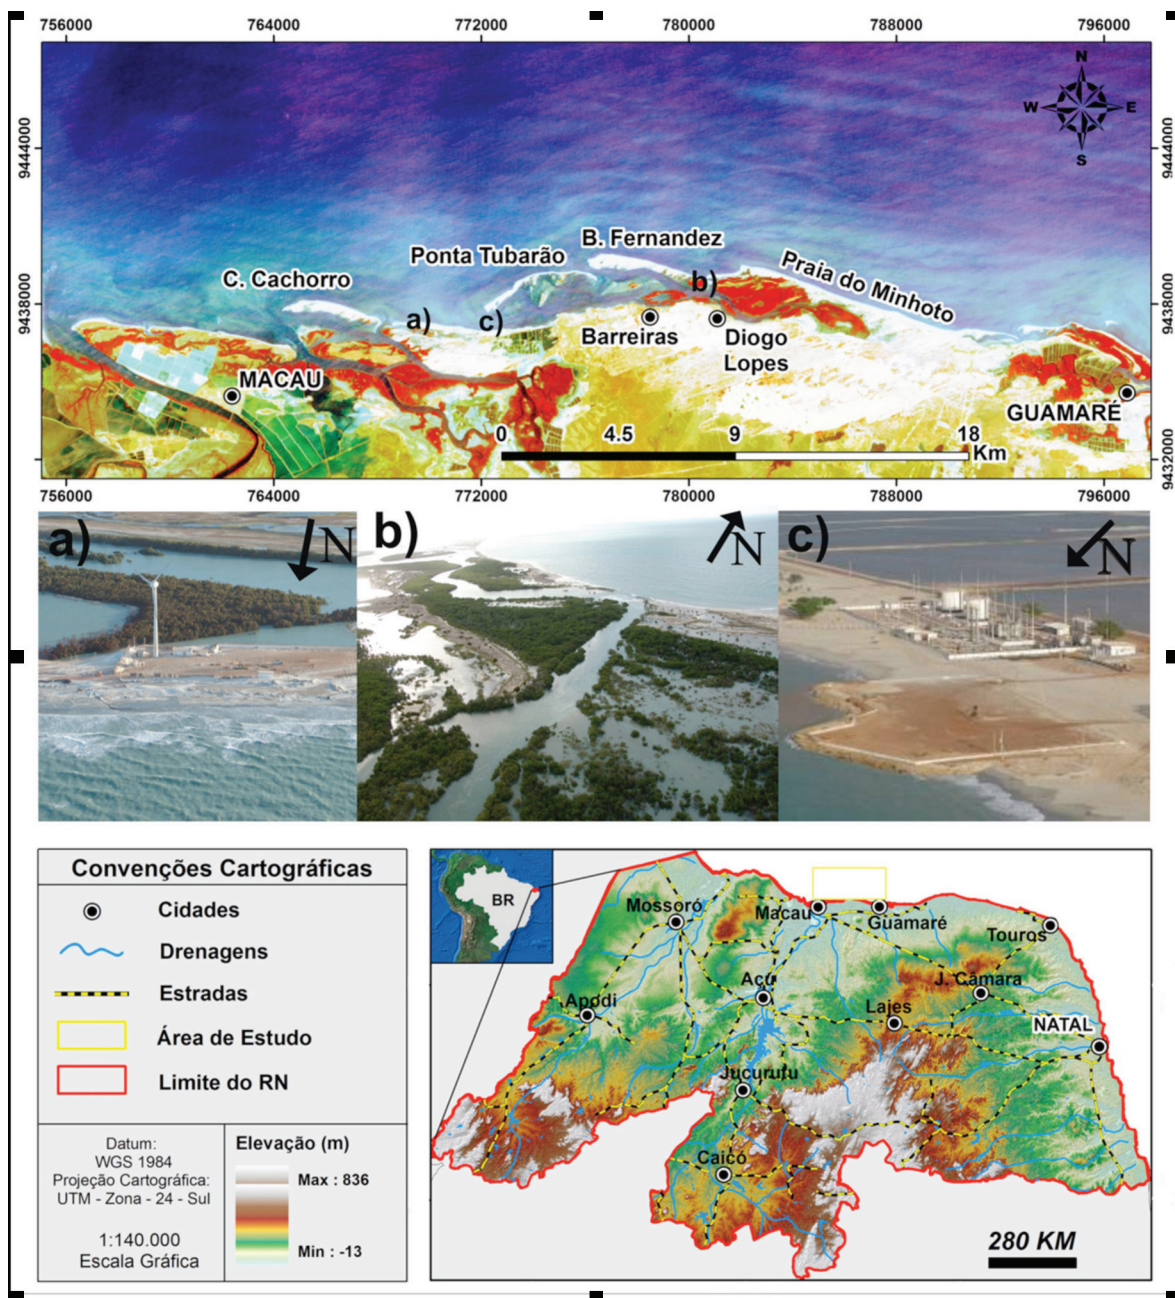 756000 764000 772000 780000 788000 796000
N
W E
S
9444000 9444000
B. Fernandez
Ponta Tubarão
Praia do Minhoto
C. Cachorro
b)
9438000 9438000
a) c)
Barreiras Diogo
Lopes
MACAU
GUAMARÉ
0 4.5 9 18
Km
9432000
756000 764000 772000 780000 788000 796000
a) N b) N c) N
Convenções Cartográficas
Cidades
Drenagens
Estradas
Área de Estudo
Limite do RN
Datum:
WGS 1984
Projeção Cartográfica:
UTM - Zona - 24 - Sul
1:140.000
Escala Gráfica
Elevação (m)
Max : 836
Min : -13
BR
Mossoró
Macau
Guamaré
Touros
Açu
J. Câmara
Apodi
Lajes
NATAL
Jucurutu
Caicó
280 KM